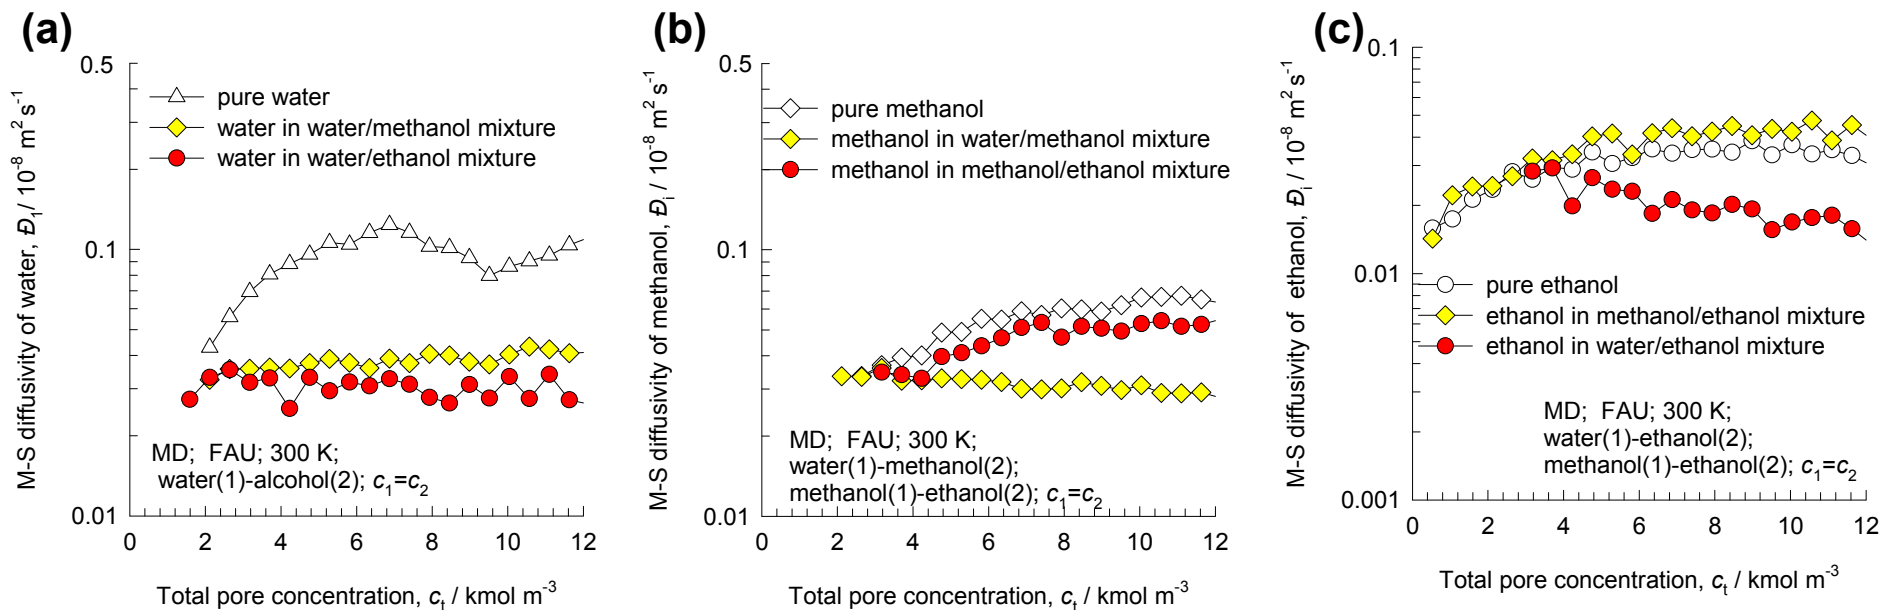 (a)
M-S diffusivity of water, Đ1/ 10-8 m2 s-1
0.5
0.1
0.01
pure water
water in water/methanol mixture
water in water/ethanol mixture
MD; FAU; 300 K;
water(1)-alcohol(2); c1=c2
0 2 4 6 8 10 12
Total pore concentration, ct / kmol m-3
(b)
M-S diffusivity of methanol, Đi / 10-8 m2 s-1
0.5
0.1
0.01
pure methanol
methanol in water/methanol mixture
methanol in methanol/ethanol mixture
MD; FAU; 300 K;
water(1)-methanol(2);
methanol(1)-ethanol(2); c1=c2
0 2 4 6 8 10 12
Total pore concentration, ct / kmol m-3
(c)
M-S diffusivity of ethanol, Đi / 10-8 m2 s-1
0.1
0.01
0.001
pure ethanol
ethanol in methanol/ethanol mixture
ethanol in water/ethanol mixture
MD; FAU; 300 K;
water(1)-ethanol(2);
methanol(1)-ethanol(2); c1=c2
0 2 4 6 8 10 12
Total pore concentration, ct / kmol m-3